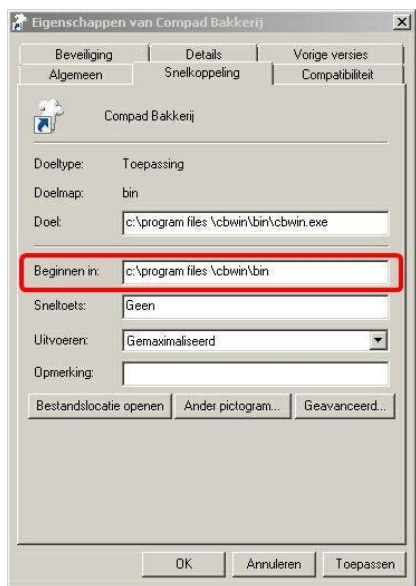 Eigenschappen van Compad Bakkerij
Beveiliging Details Vorige versies
Algemeen Snelkoppeling Compatibiliteit
Compad Bakkerij
Doeltype: Toepassing
Doelmap: bin
Doel: c:\program files \cbwin\bin\cbwin.exe
Beginnen in: c:\program files \cbwin\bin
Sneltoets: Geen
Uitvoeren: Gemaximaliseerd
Opmerking:
Bestandslocatie openen Ander pictogram... Geavanceerd...
OK Annuleren Toepassen